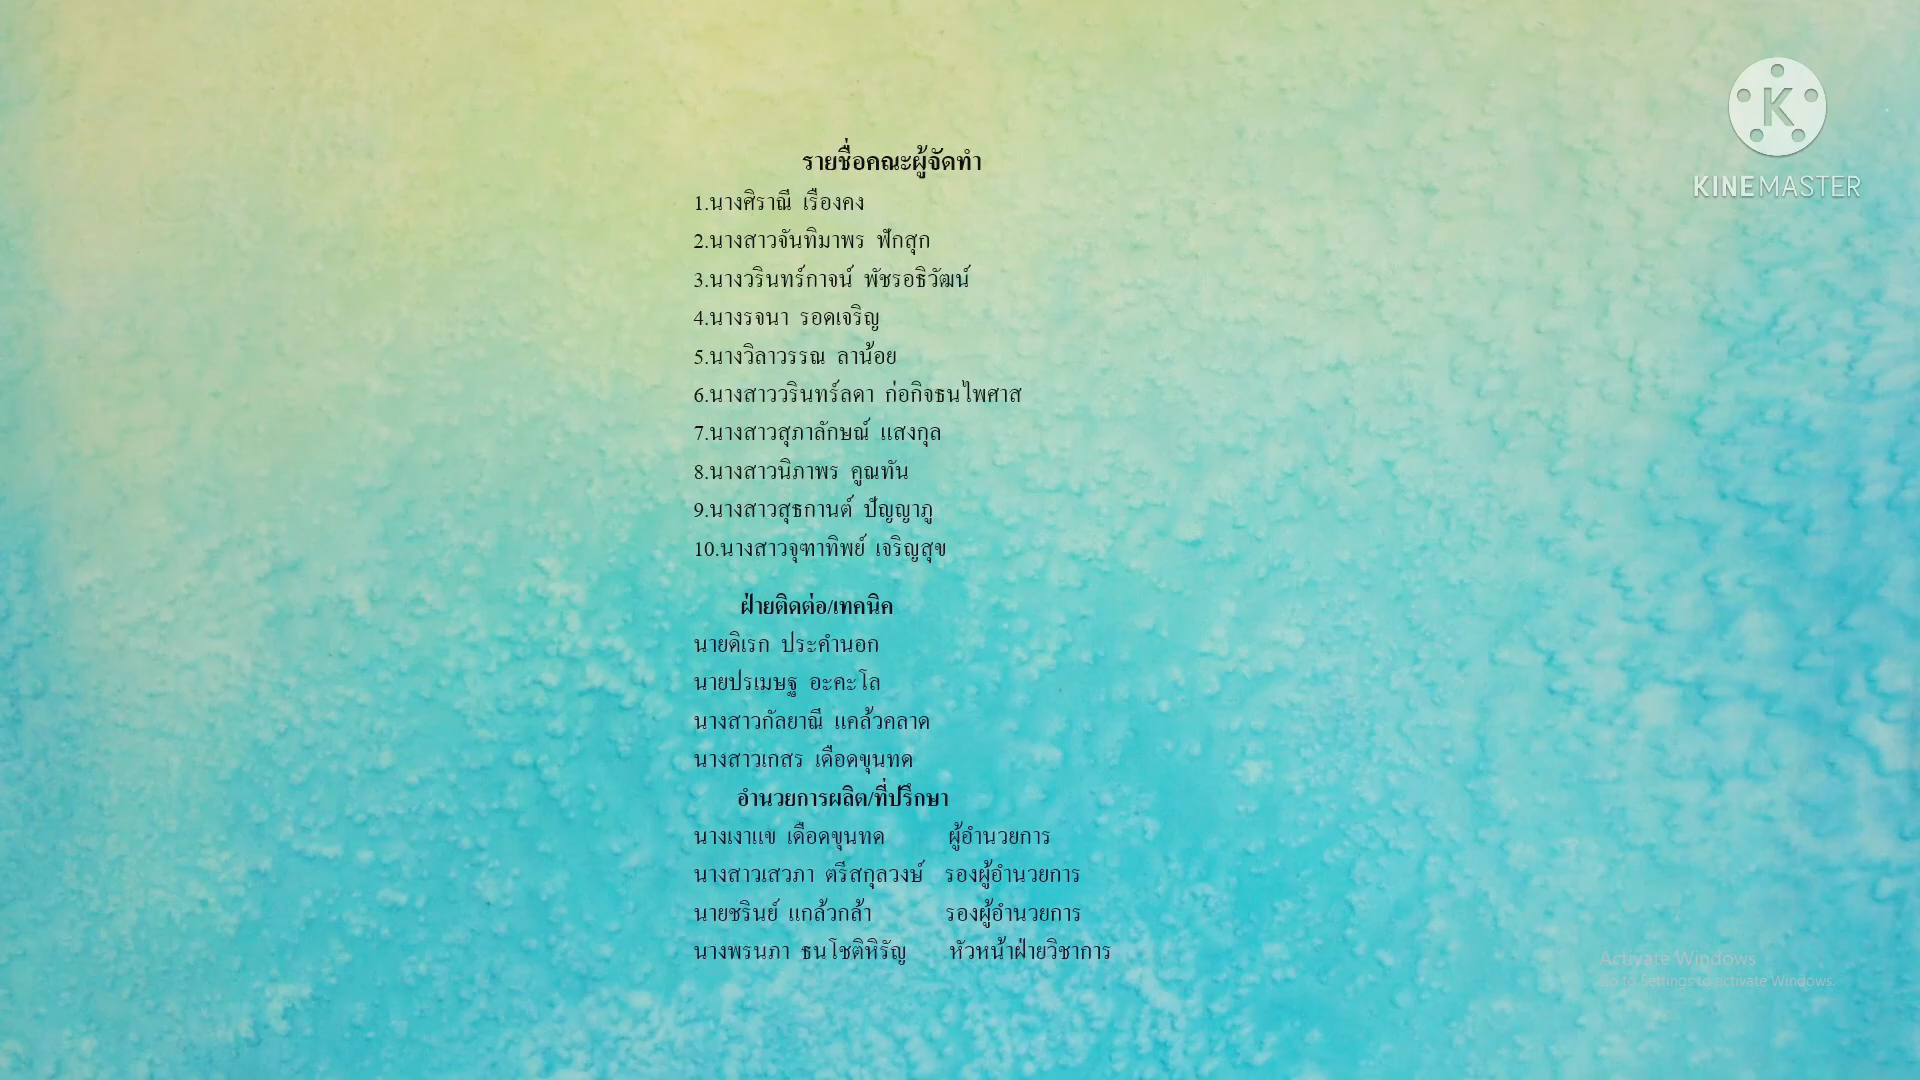 รายชื่อคณะผู้จัดทำ
1.นางศิราณี เรืองคง
2.นางสาวจันทิมาพร ฟักสุก
3.นางวรินทร์กาจน์ พัชรอธิวัฒน์
4.นางรจนา รอดเจริญ
5.นางวิลาวรรณ ลาน้อย
6.นางสาววรินทร์ลดา ก่อกิจธนไพศาส
7.นางสาวสุภาลักษณ์ แสงกุล
8.นางสาวนิภาพร คูณทัน
9.นางสาวสุธกานต์ ปัญญาภู
10.นางสาวจุฑาทิพย์ เจริญสุข
ฝ่ายติดต่อ/เทคนิค
นายดิเรก ประคำนอก
นายปรเมษฐ อะคะโล
นางสาวกัลยาณี แคล้วคลาด
นางสาวเกสร เดือดขุนทด
อำนวยการผลิต/ที่ปรึกษา
นางเงาแข เดือดขุนทด ผู้อำนวยการ
นางสาวเสวภา ตรีสกุลวงษ์ รองผู้อำนวยการ
นายชรินย์ แกล้วกล้า รองผู้อำนวยการ
นางพรนภา ธนโชติหิรัญ หัวหน้าฝ่ายวิชาการ
KINEMASTER
Activate Windows
Go to Settings to activate Windows.